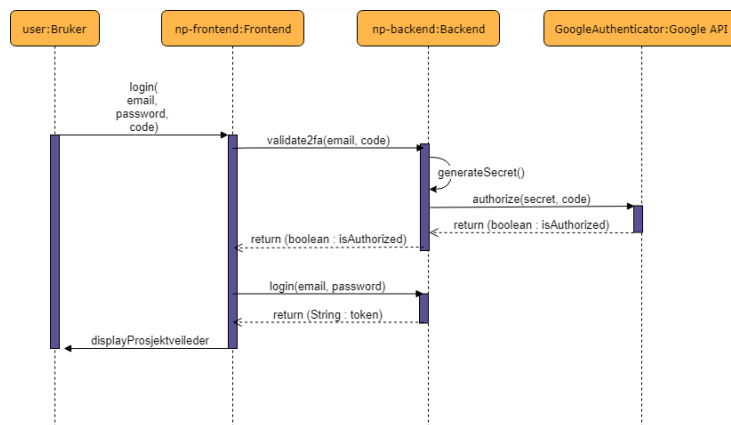 user:Bruker
np-frontend:Frontend
np-backend:Backend
GoogleAuthenticator:Google API
login(
email,
password,
code)
validate2fa(email, code)
generateSecret()
authorize(secret, code)
return (boolean : isAuthorized)
return (boolean : isAuthorized)
login(email, password)
return (String : token)
displayProsjektveileder